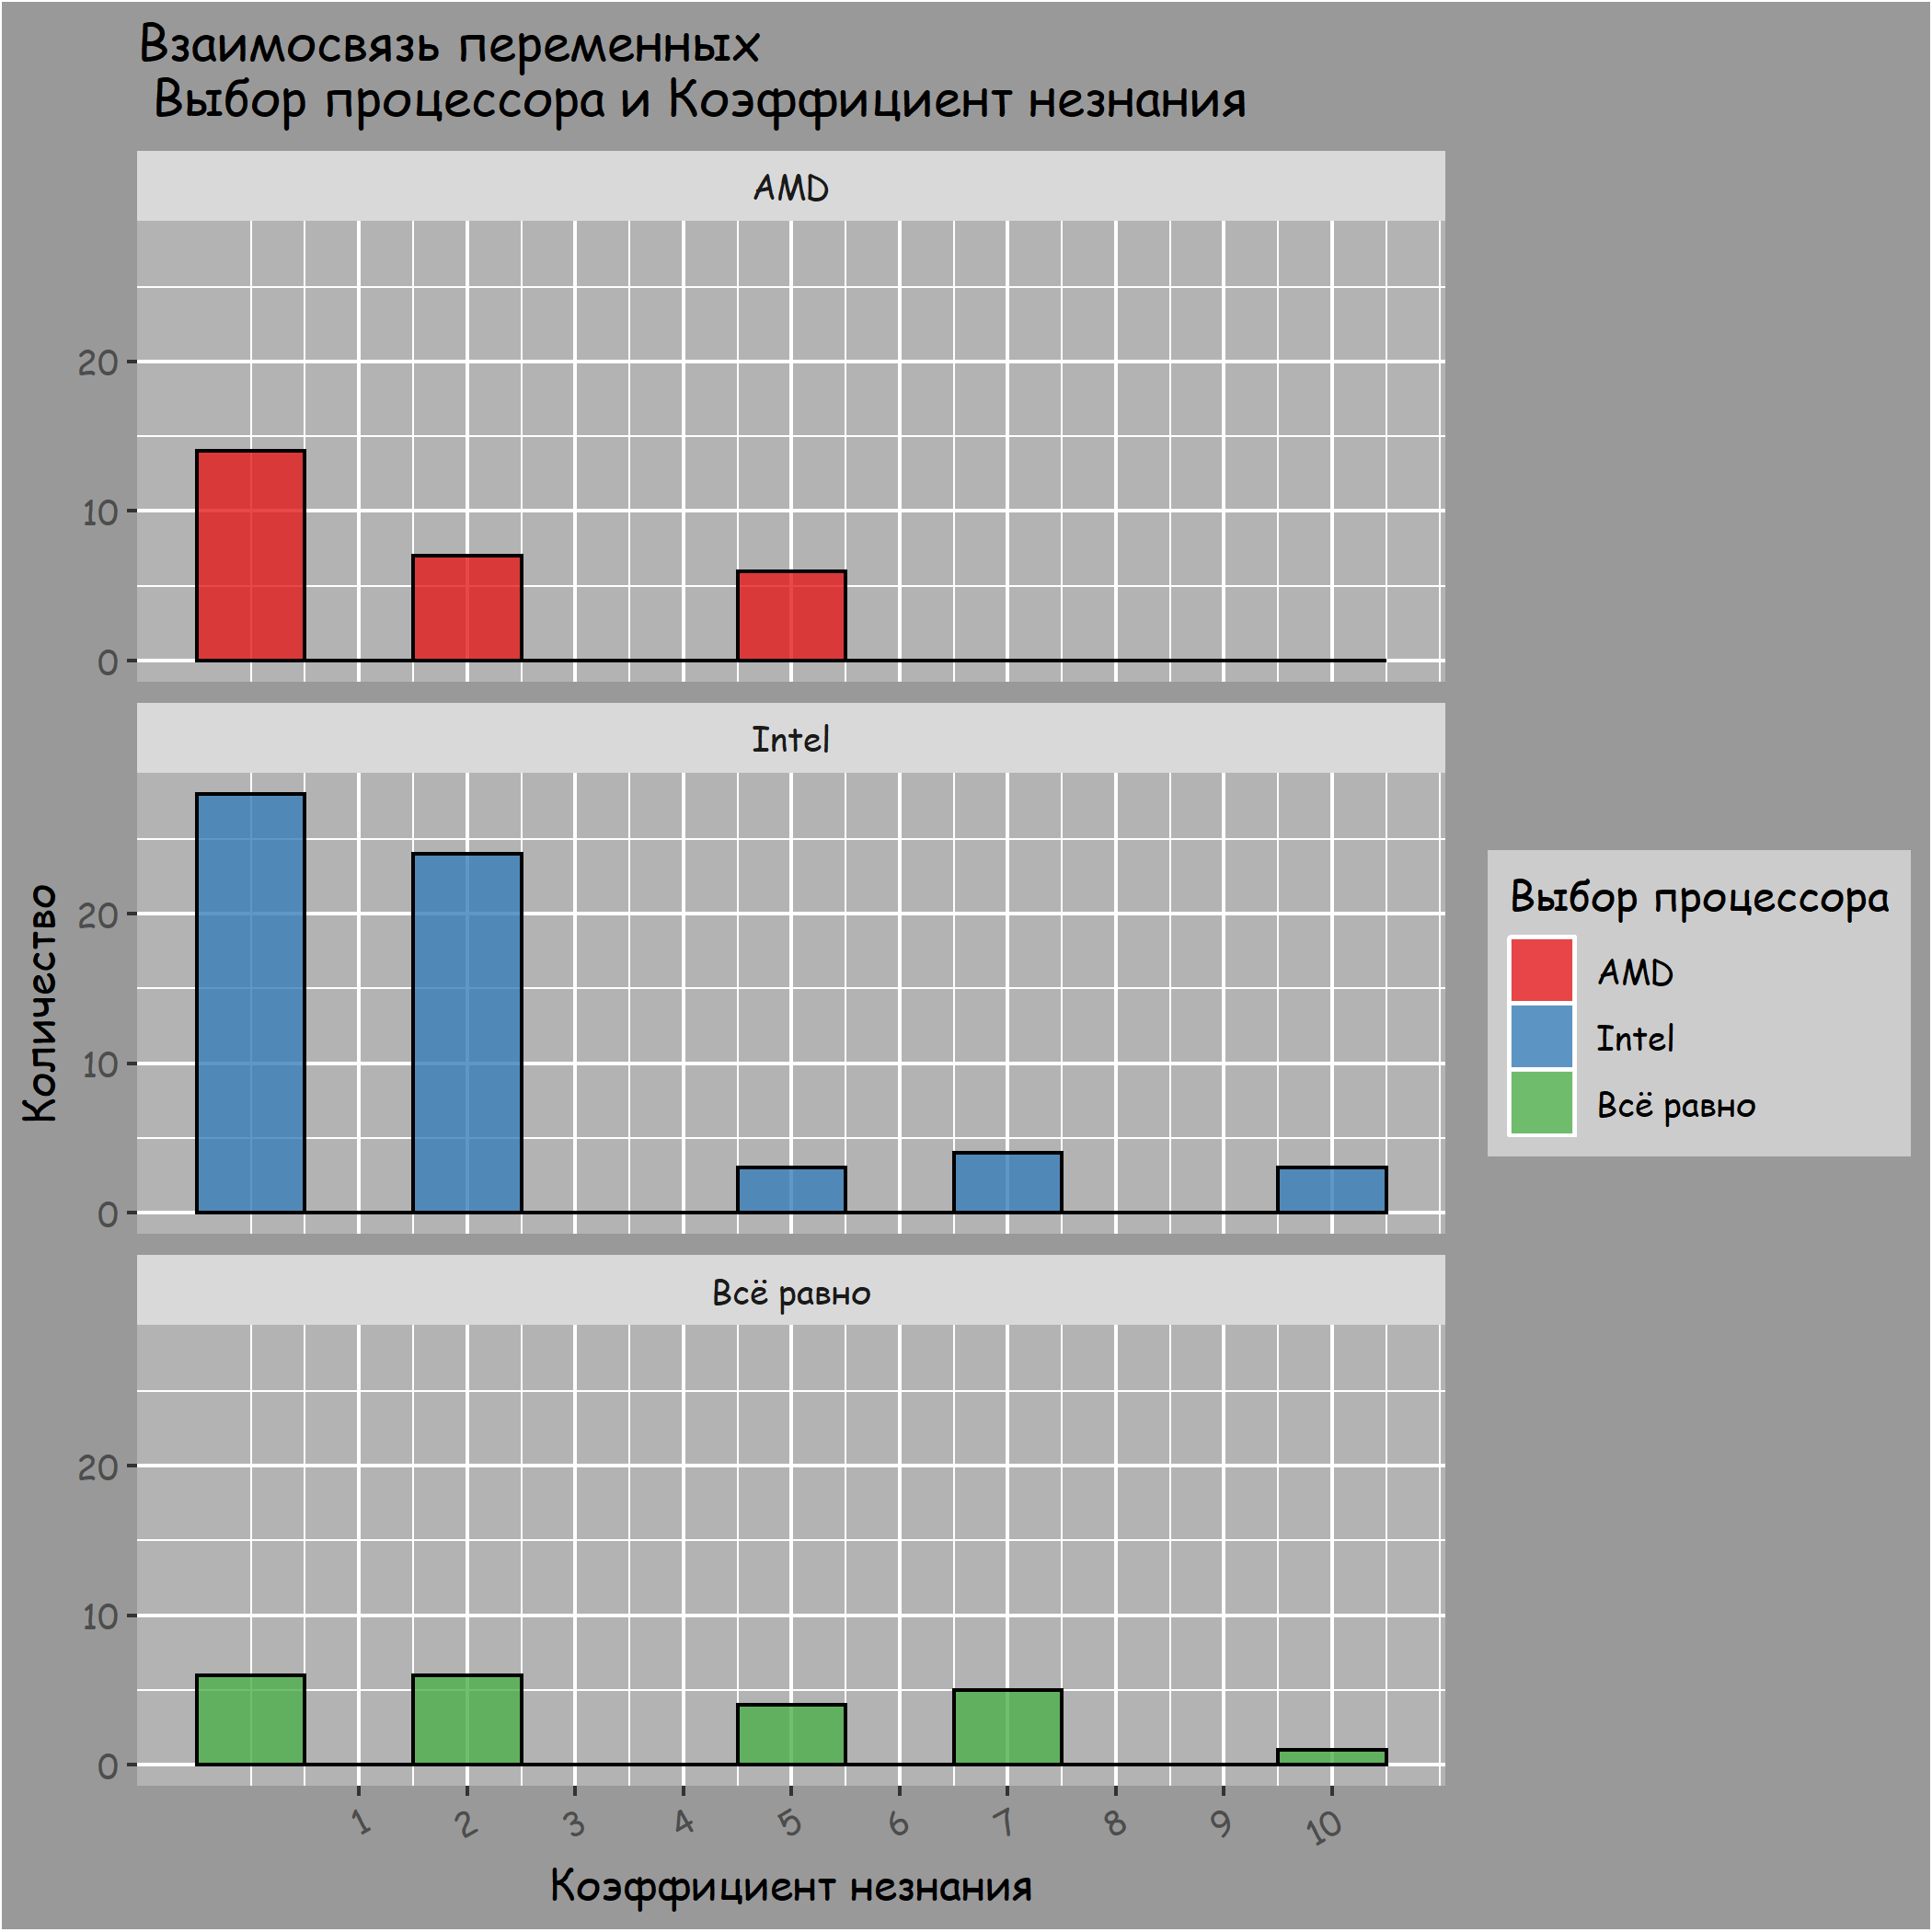 Взаимосвязь переменных
Выбор процессора и Коэффициент незнания
AMD
20
10
0
Intel
20
10
0
Всё равно
20
10
0
1 2 3 4 5 6 7 8 9 10
Коэффициент незнания
Количество
Выбор процессора
AMD
Intel
Всё равно